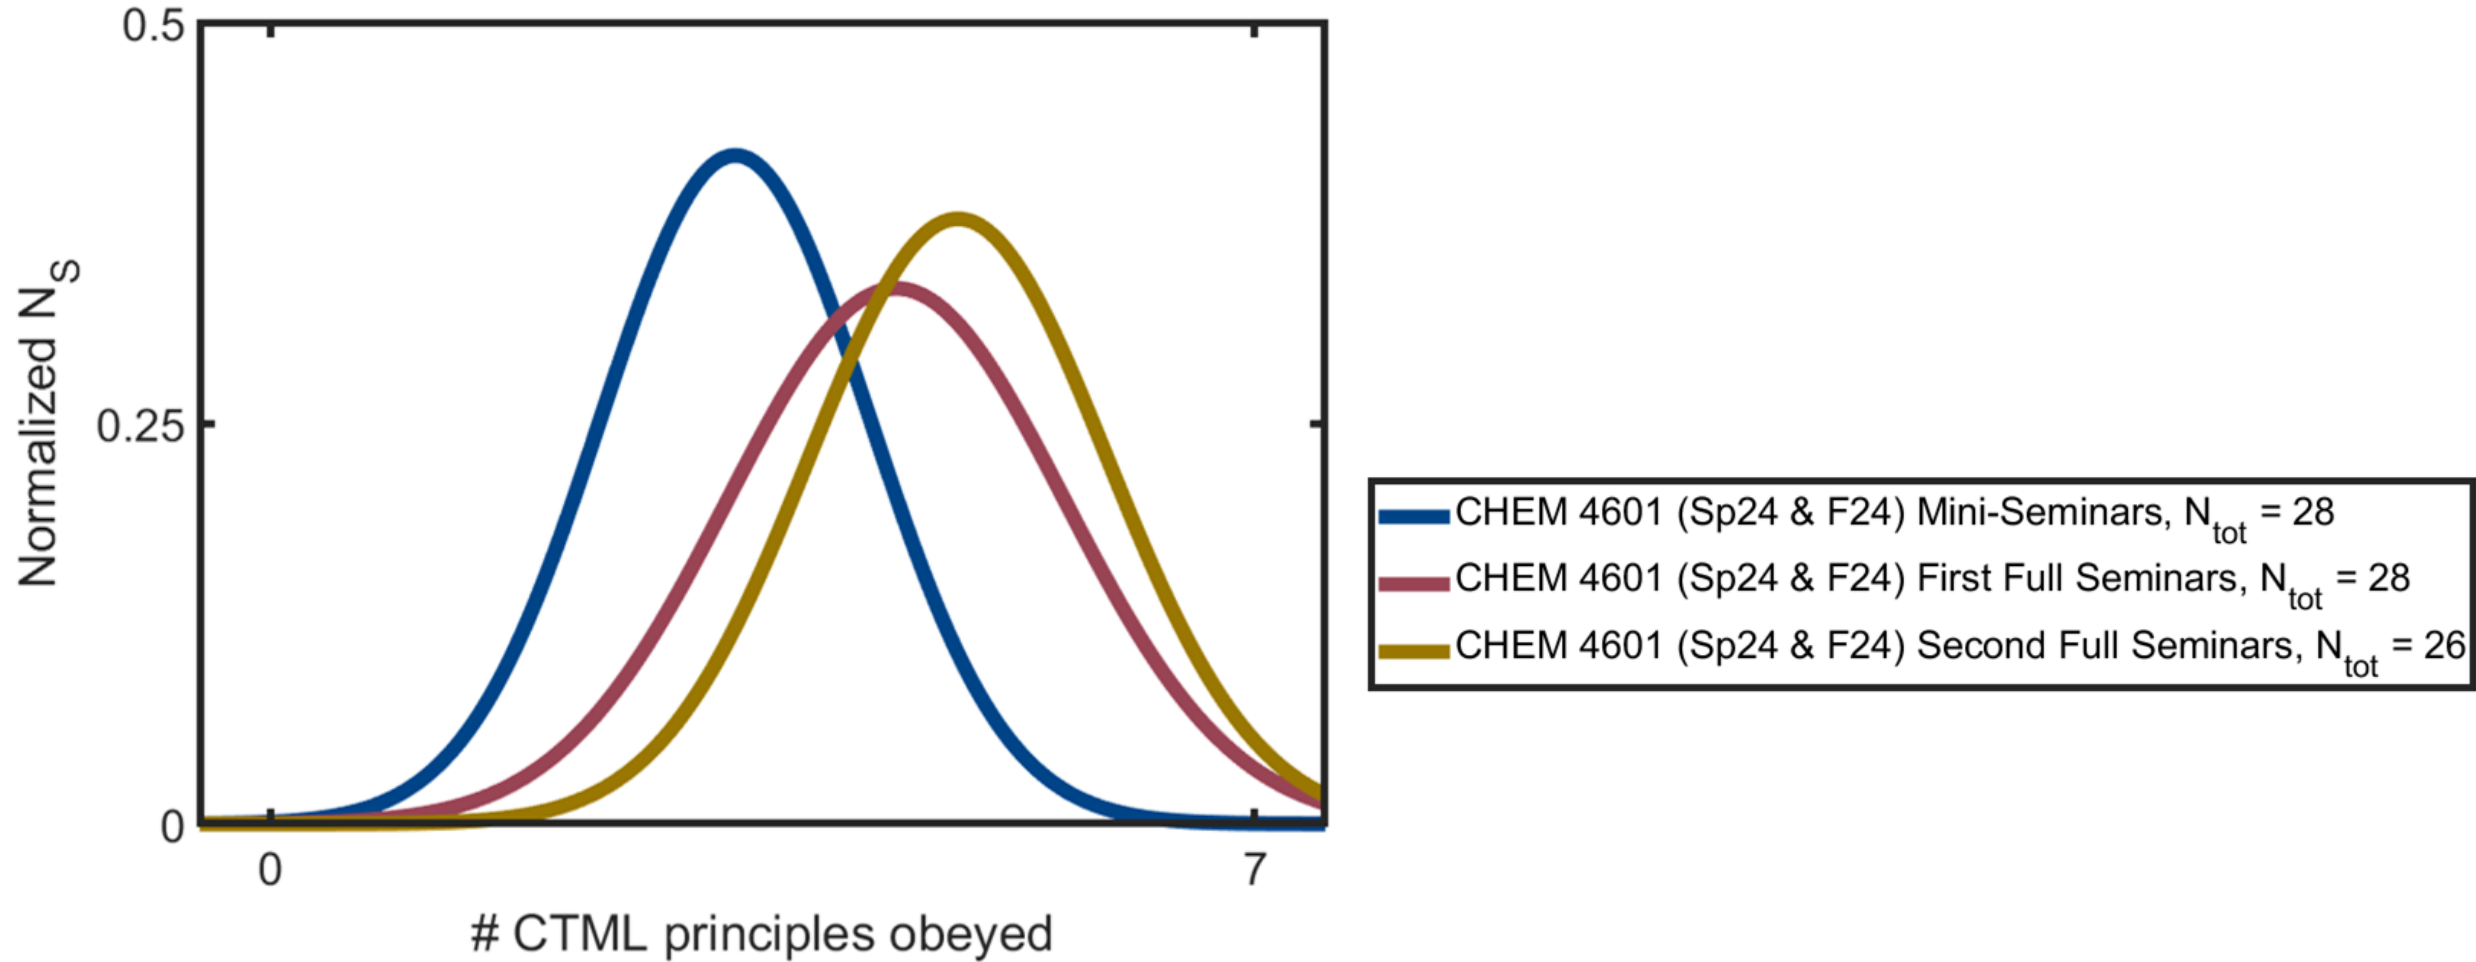 0.5
0.25
0
Normalized N_S
0
7
# CTML principles obeyed
CHEM 4601 (Sp24 & F24) Mini-Seminars, N_tot = 28
CHEM 4601 (Sp24 & F24) First Full Seminars, N_tot = 28
CHEM 4601 (Sp24 & F24) Second Full Seminars, N_tot = 26